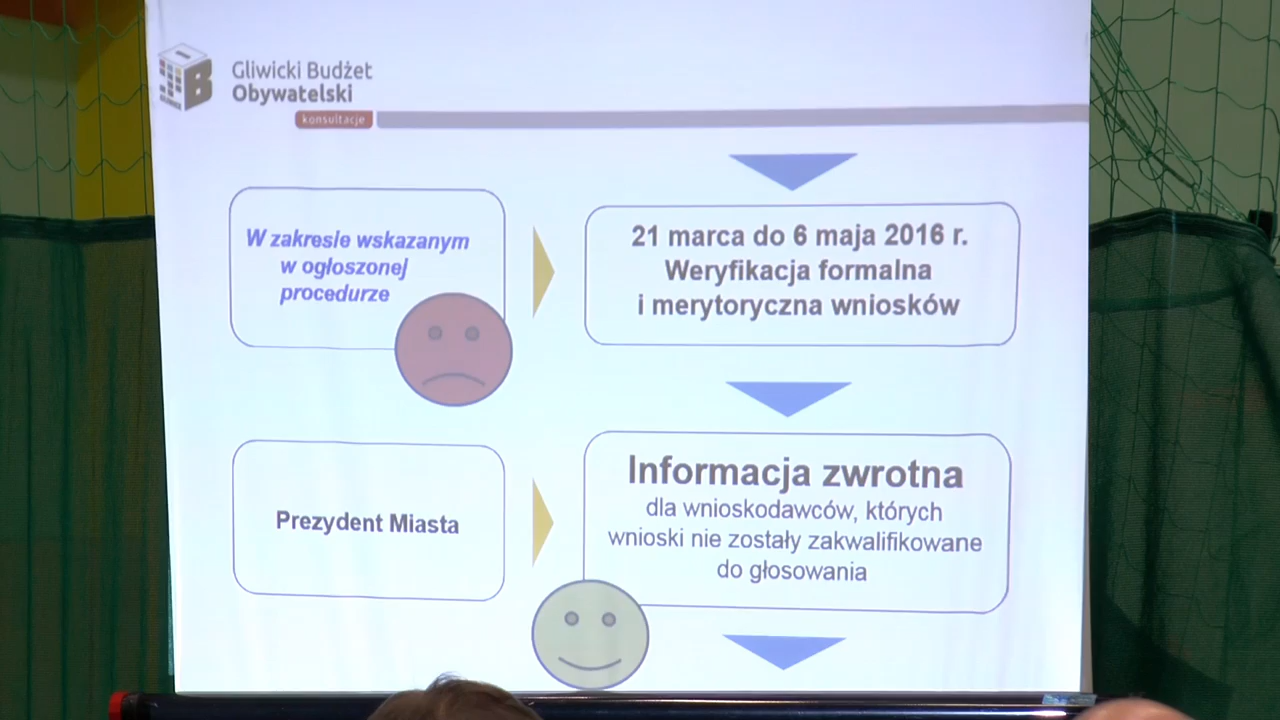 Gliwicki Budżet
Obywatelski
konsultacje
W zakresie wskazanym
w ogłoszonej
procedurze
21 marca do 6 maja 2016 r.
Weryfikacja formalna
i merytoryczna wniosków
Prezydent Miasta
Informacja zwrotna
dla wnioskodawców, których
wnioski nie zostały zakwalifikowane
do głosowania